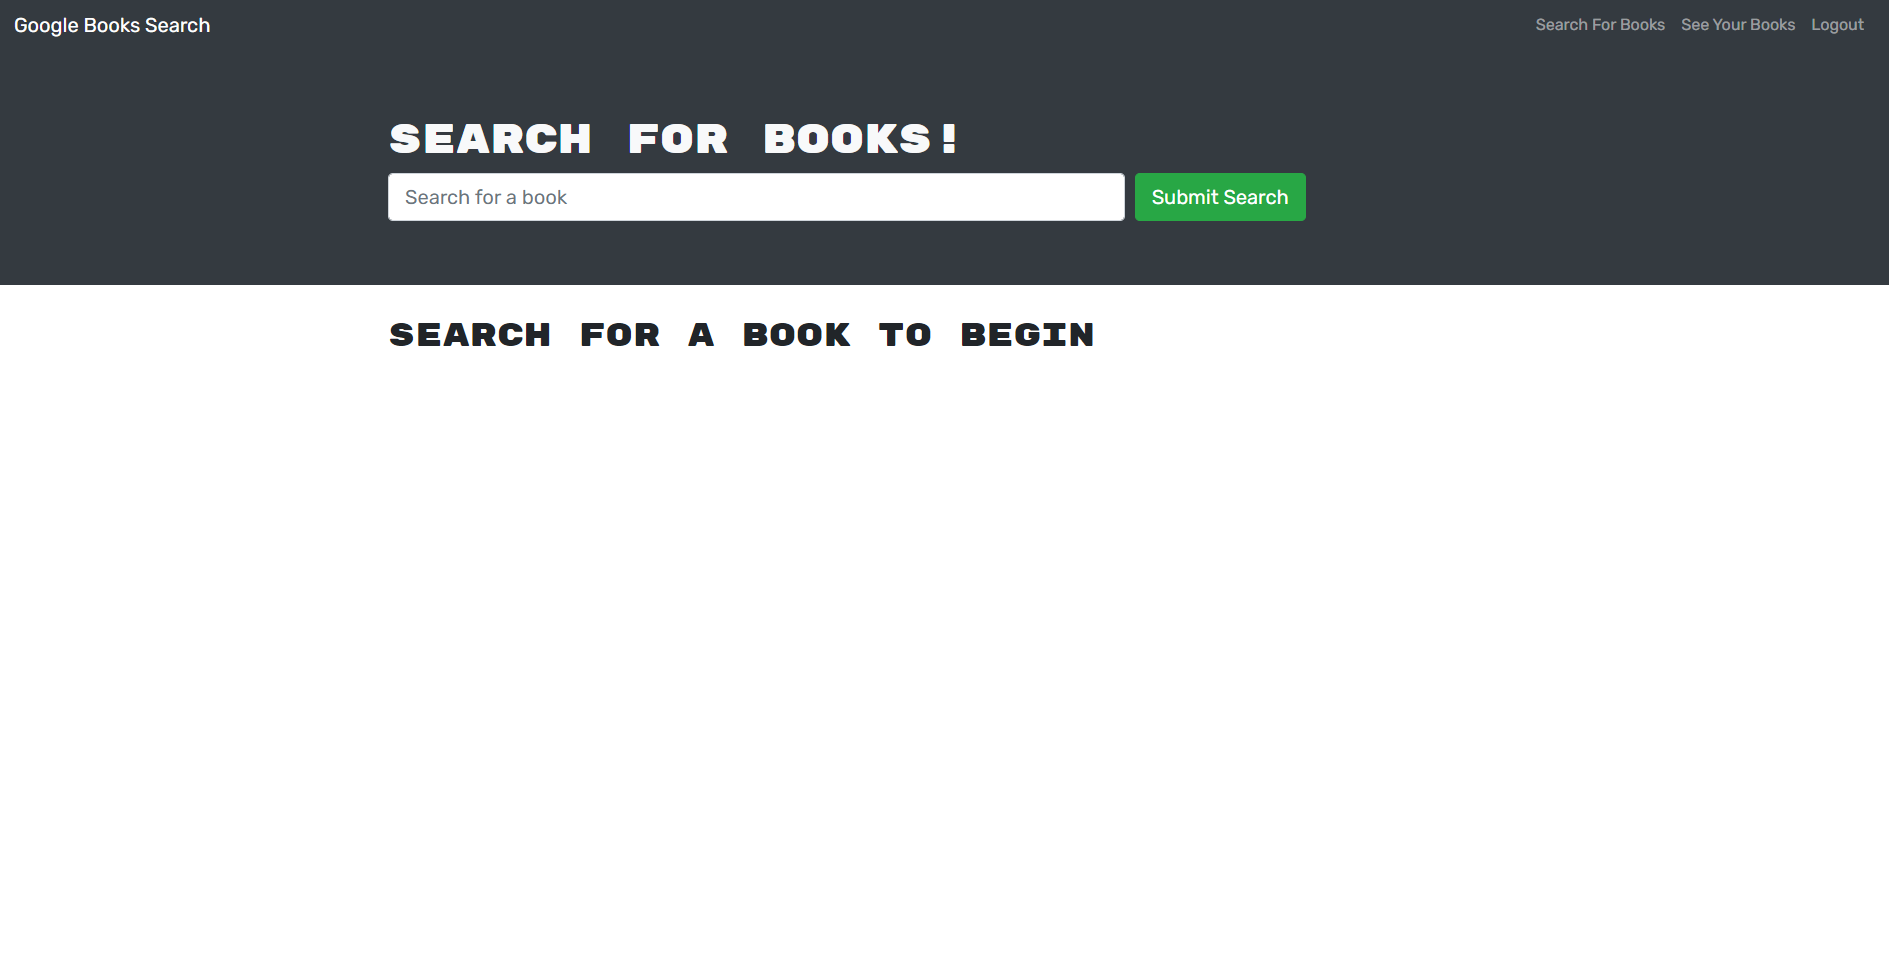 Google Books Search
Search For Books
See Your Books
Logout
SEARCH FOR BOOKS!
Search for a book
Submit Search
SEARCH FOR A BOOK TO BEGIN